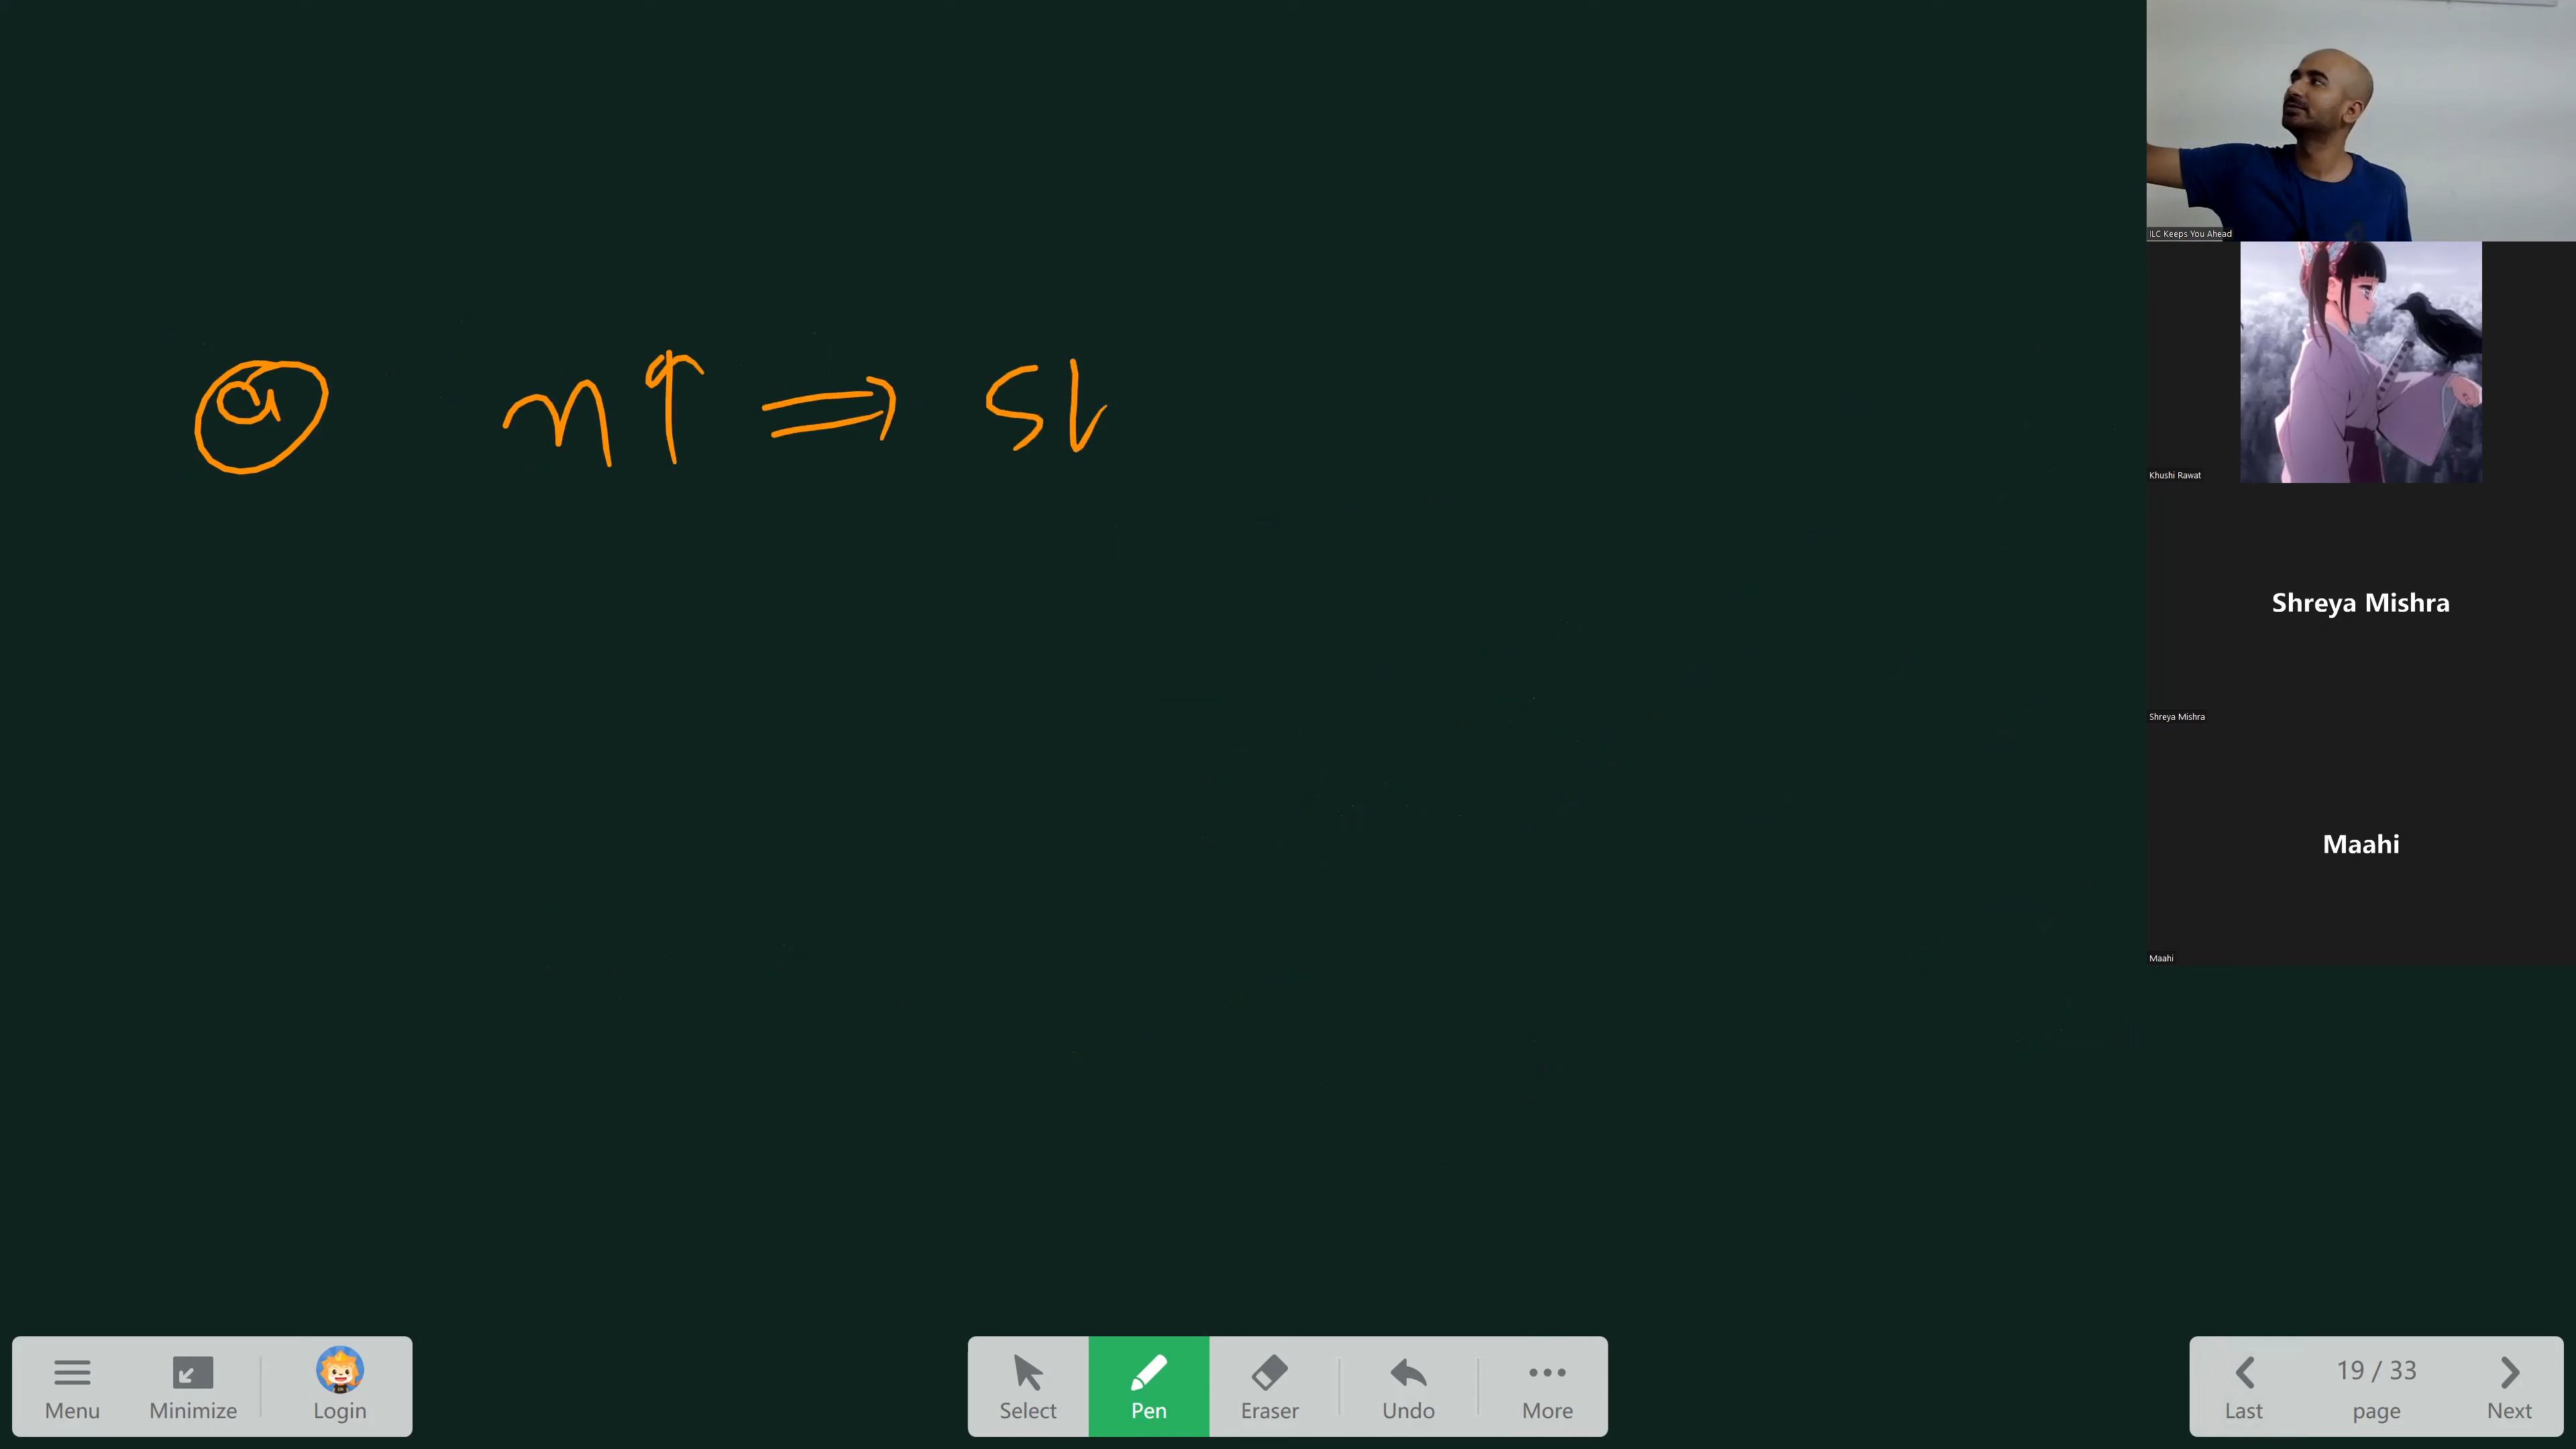 ⓐ n↑ ⇒ S↓
ILC Keeps You Ahead
Khushi Rawat
Shreya Mishra
Shreya Mishra
Maahi
Maahi
Menu Minimize Login
Select Pen Eraser Undo More
19 / 33
Last page Next